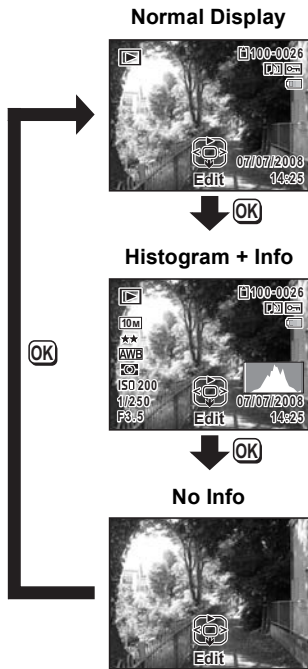 Normal Display
100-0026
07/07/2008
14:25
Edit
OK
Histogram + Info
100-0026
10M
★★
AWB
ISO 200
1/250
F3.5
07/07/2008
14:25
Edit
OK
OK
No Info
Edit